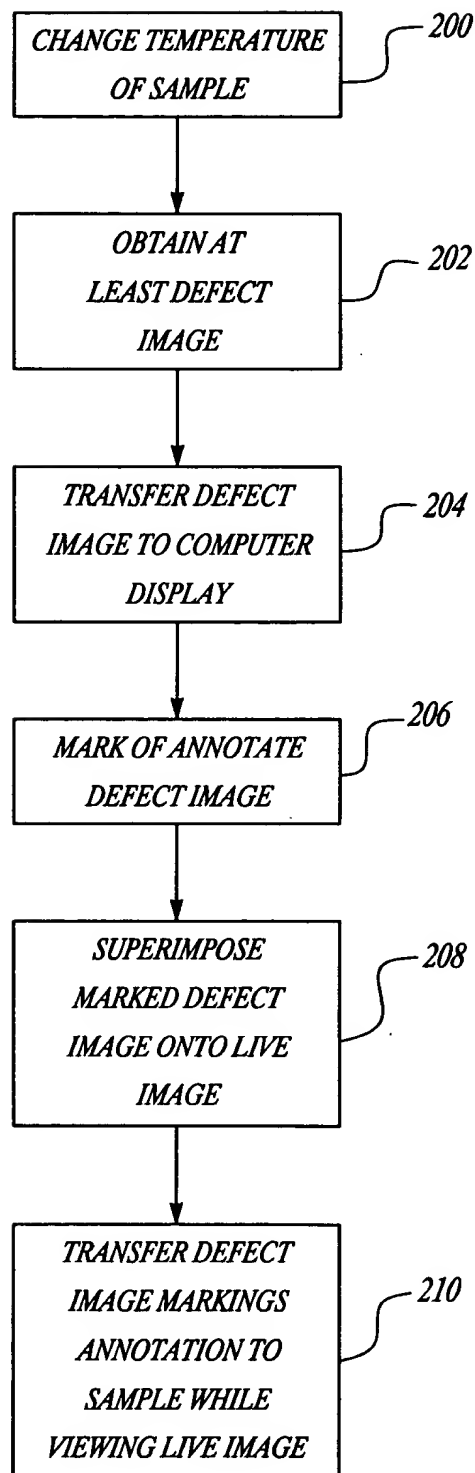 CHANGE TEMPERATURE
OF SAMPLE
200
OBTAIN AT
LEAST DEFECT
IMAGE
202
TRANSFER DEFECT
IMAGE TO COMPUTER
DISPLAY
204
MARK OF ANNOTATE
DEFECT IMAGE
206
SUPERIMPOSE
MARKED DEFECT
IMAGE ONTO LIVE
IMAGE
208
TRANSFER DEFECT
IMAGE MARKINGS
ANNOTATION TO
SAMPLE WHILE
VIEWING LIVE IMAGE
210